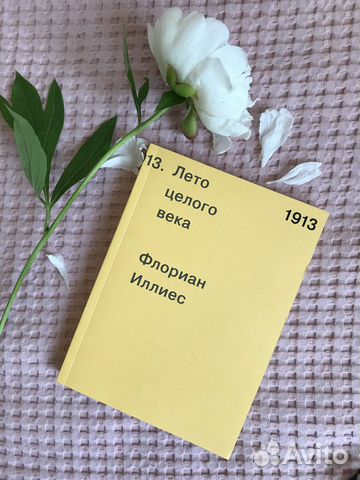 13. Лето
целого
века
1913
Флориан
Иллиес
Avito